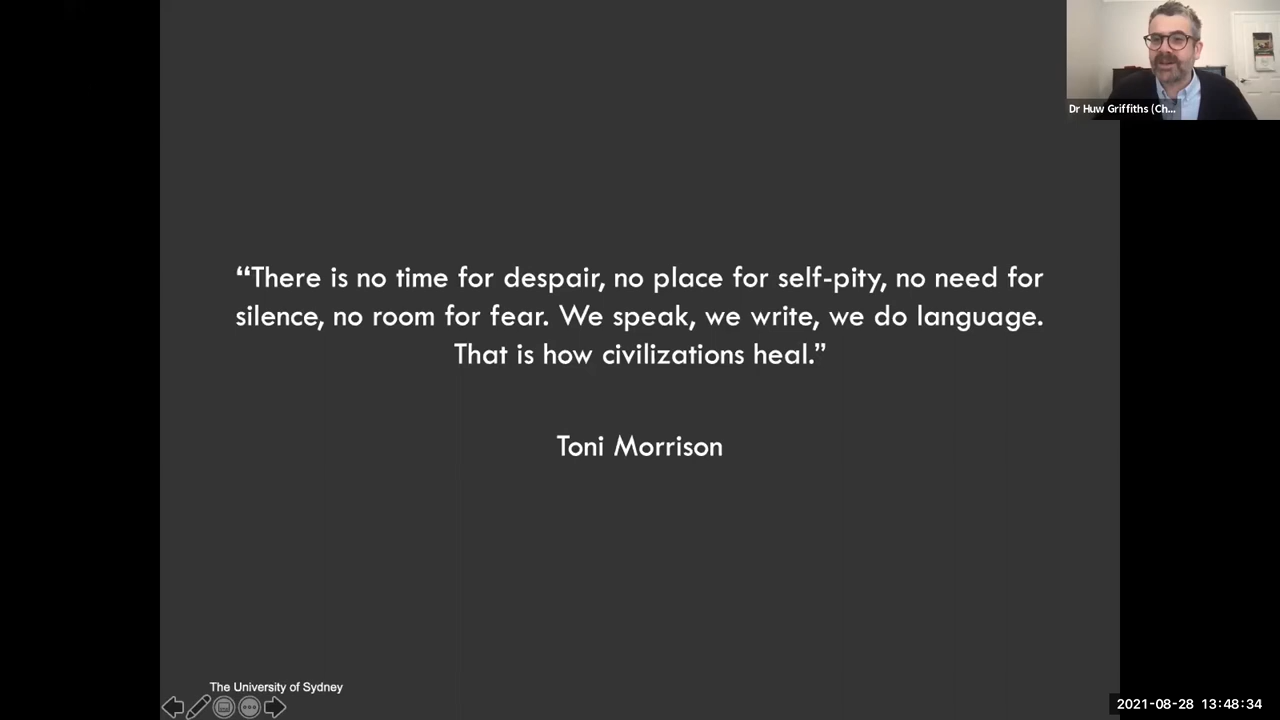 Dr Huw Griffiths (Ch...
“There is no time for despair, no place for self-pity, no need for
silence, no room for fear. We speak, we write, we do language.
That is how civilizations heal.”
Toni Morrison
The University of Sydney
2021-08-28 13:48:34